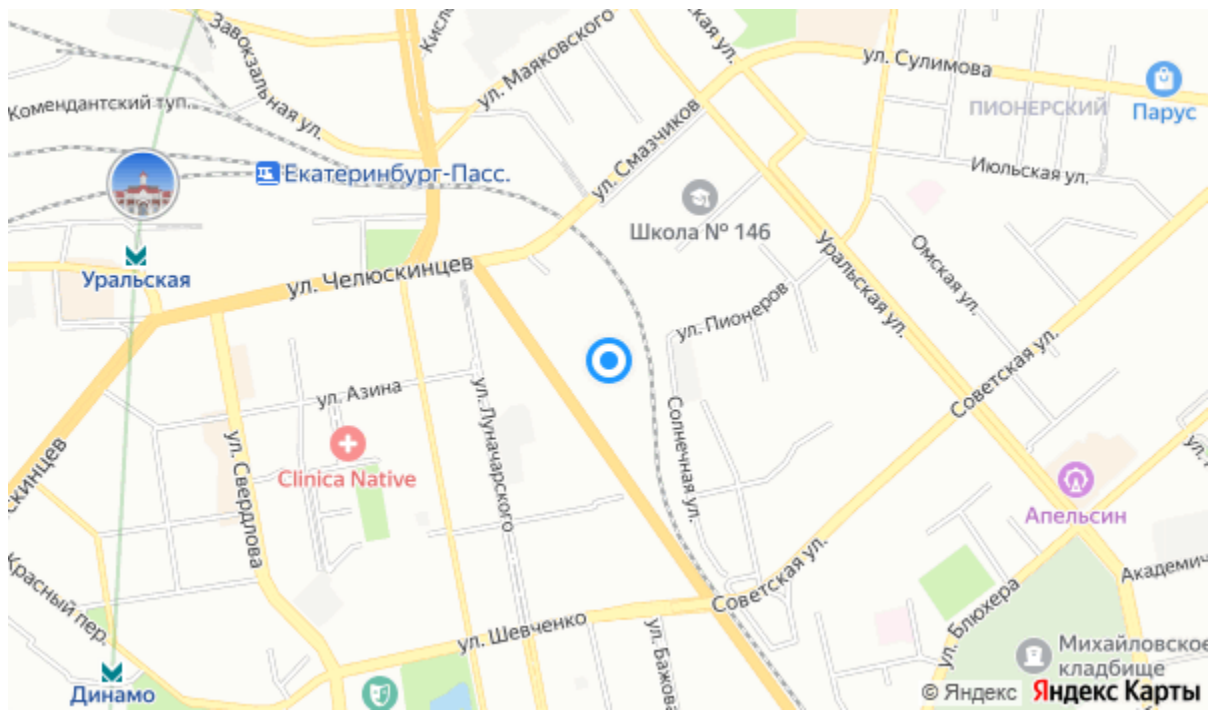 Завокзальная ул.
Кисло
ул. Маяковского
ская ул.
ул. Сулимова
Комендантский туп..
ПИОНЕРСКИЙ
Парус
ул. Смазчиков
Екатеринбург-Пасс.
Июльская ул.
Школа № 146
Уральская
ул. Челюскинцев
Уральская ул.
Омская ул.
ул. Пионеров
Советская ул.
ул. Азина
ул. Луначарского
Солнечная ул.
скинцев
ул. Свердлова
Clinica Native
Апельсин
Советская ул.
Академич
Красный пер.
ул. Шевченко
ул. Бажова
ул. Блюхера
Михайловское
кладбище
Динамо
© Яндекс Яндекс Карты